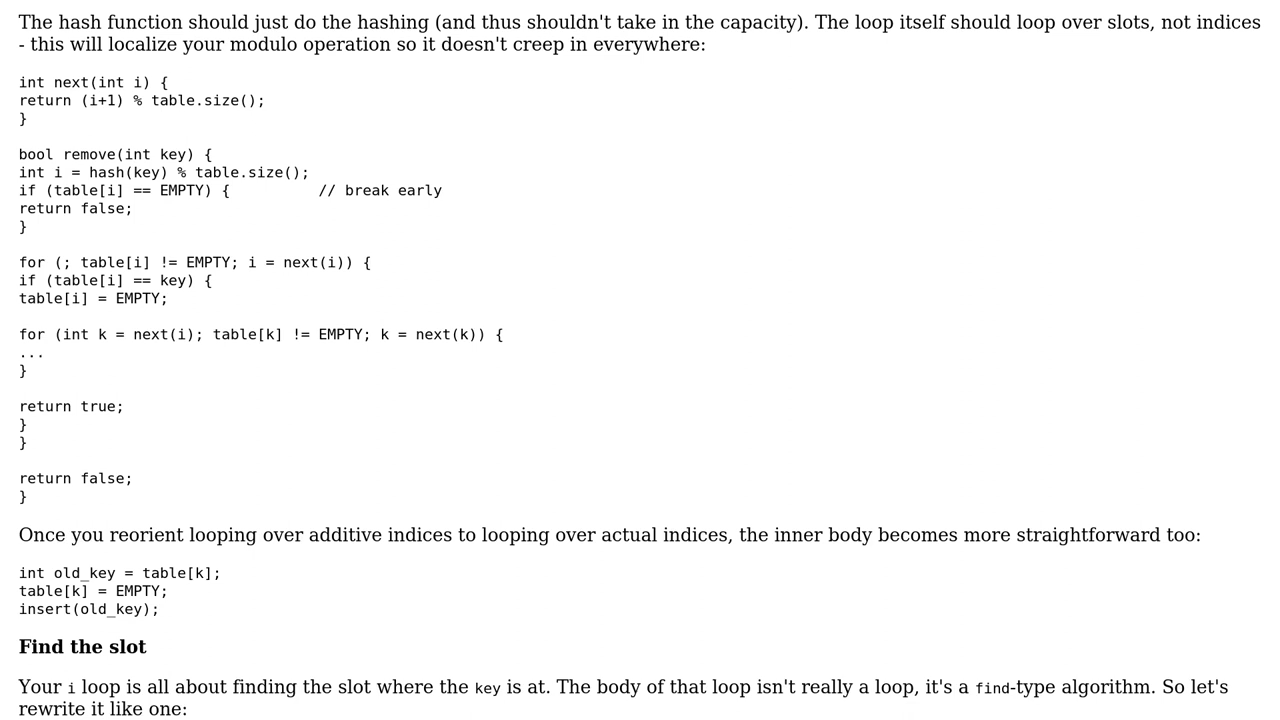 The hash function should just do the hashing (and thus shouldn't take in the capacity). The loop itself should loop over slots, not indices
- this will localize your modulo operation so it doesn't creep in everywhere:
int next(int i) {
return (i+1) % table.size();
}
bool remove(int key) {
int i = hash(key) % table.size();
if (table[i] == EMPTY) {          // break early
return false;
}
for (; table[i] != EMPTY; i = next(i)) {
if (table[i] == key) {
table[i] = EMPTY;
for (int k = next(i); table[k] != EMPTY; k = next(k)) {
...
}
return true;
}
}
return false;
}
Once you reorient looping over additive indices to looping over actual indices, the inner body becomes more straightforward too:
int old_key = table[k];
table[k] = EMPTY;
insert(old_key);
Find the slot
Your i loop is all about finding the slot where the key is at. The body of that loop isn't really a loop, it's a find-type algorithm. So let's
rewrite it like one: